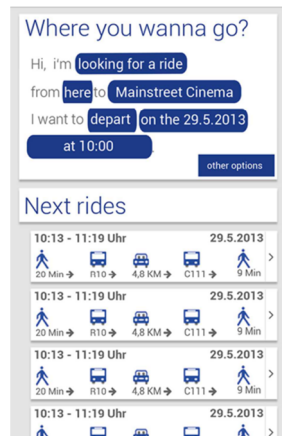 Where you wanna go?
Hi, i'm looking for a ride
from here to Mainstreet Cinema
I want to depart on the 29.5.2013
at 10:00
other options
Next rides
10:13 - 11:19 Uhr 29.5.2013
20 Min → R10 → 4,8 KM → C111 → 9 Min
10:13 - 11:19 Uhr 29.5.2013
20 Min → R10 → 4,8 KM → C111 → 9 Min
10:13 - 11:19 Uhr 29.5.2013
20 Min → R10 → 4,8 KM → C111 → 9 Min
10:13 - 11:19 Uhr 29.5.2013